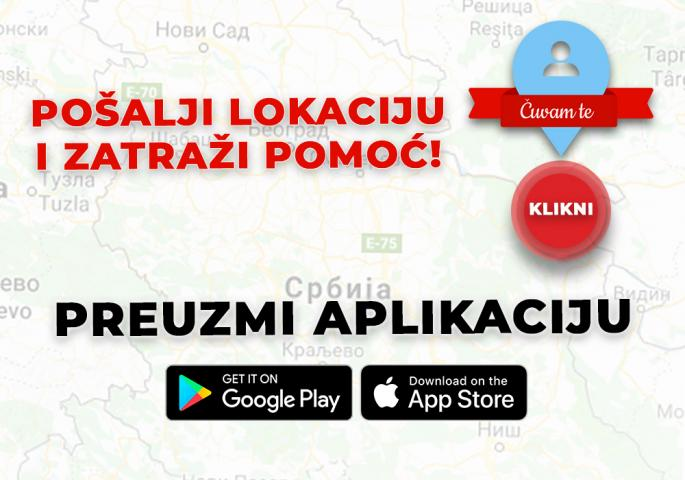 Решица
Reșița
Нови Сад
E-70
Čuvam te
POŠALJI LOKACIJU
I ZATRAŽI POMOĆ!
Шабац
Београд
Тузла
Tuzla
KLIKNI
E-75
Србија
Видин
PREUZMI APLIKACIJU
Краљево
GET IT ON
Google Play
Download on the
App Store
Ниш